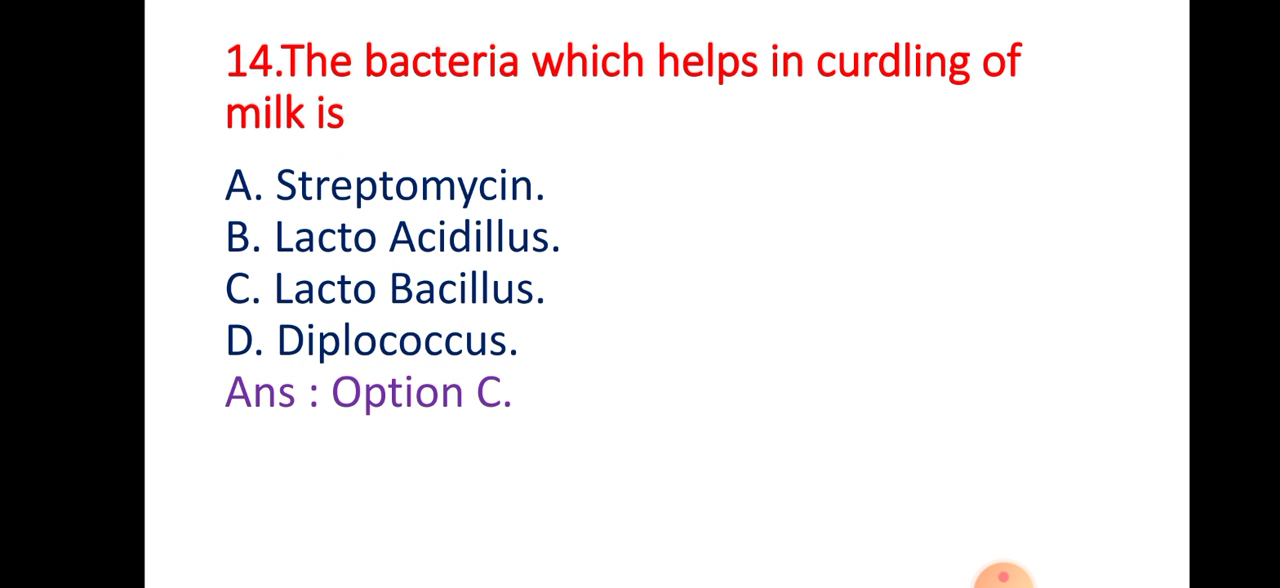 14.The bacteria which helps in curdling of
milk is
A. Streptomycin.
B. Lacto Acidillus.
C. Lacto Bacillus.
D. Diplococcus.
Ans : Option C.